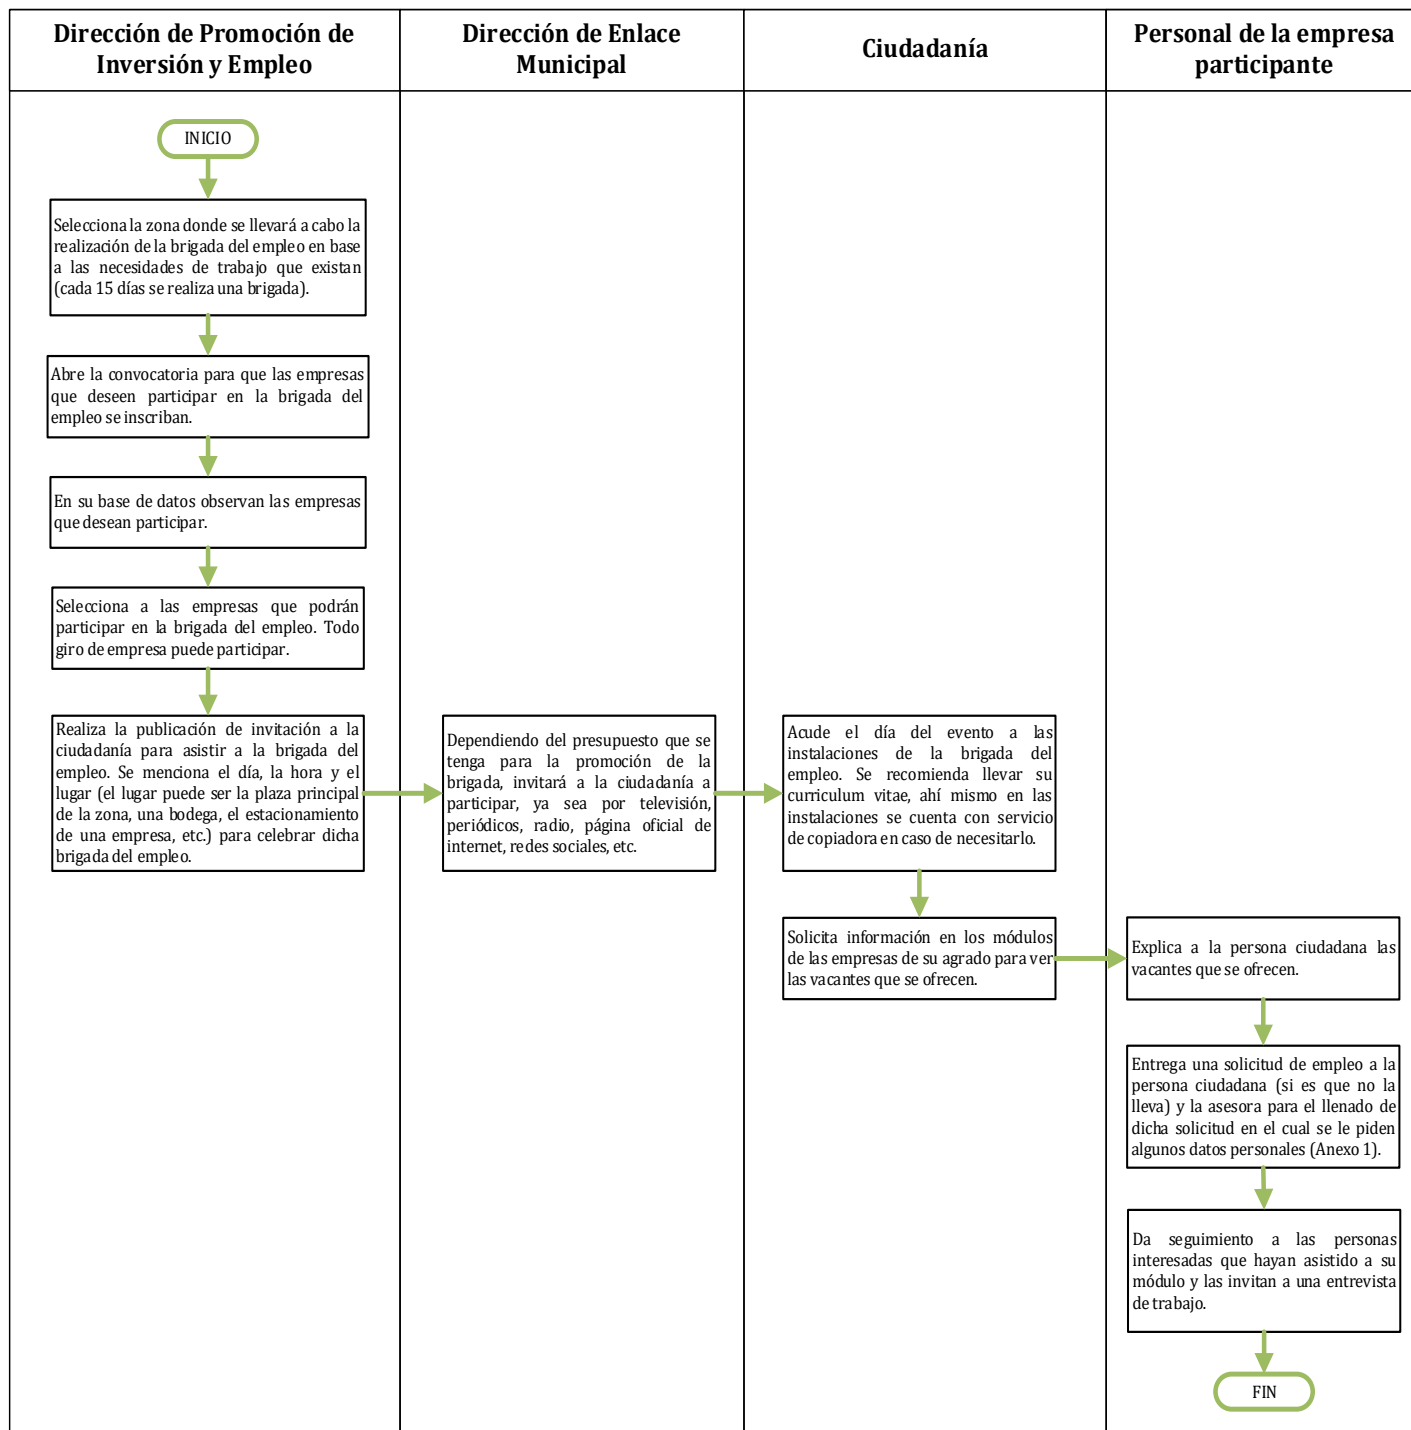 Dirección de Promoción de
Inversión y Empleo
Dirección de Enlace
Municipal
Ciudadanía
Personal de la empresa
participante
INICIO
Selecciona la zona donde se llevará a cabo la
realización de la brigada del empleo en base
a las necesidades de trabajo que existan
(cada 15 días se realiza una brigada).
Abre la convocatoria para que las empresas
que deseen participar en la brigada del
empleo se inscriban.
En su base de datos observan las empresas
que desean participar.
Selecciona a las empresas que podrán
participar en la brigada del empleo. Todo
giro de empresa puede participar.
Realiza la publicación de invitación a la
ciudadanía para asistir a la brigada del
empleo. Se menciona el día, la hora y el
lugar (el lugar puede ser la plaza principal
de la zona, una bodega, el estacionamiento
de una empresa, etc.) para celebrar dicha
brigada del empleo.
Dependiendo del presupuesto que se
tenga para la promoción de la
brigada, invitará a la ciudadanía a
participar, ya sea por televisión,
periódicos, radio, página oficial de
internet, redes sociales, etc.
Acude el día del evento a las
instalaciones de la brigada del
empleo. Se recomienda llevar su
curriculum vitae, ahí mismo en las
instalaciones se cuenta con servicio
de copiadora en caso de necesitarlo.
Solicita información en los módulos
de las empresas de su agrado para ver
las vacantes que se ofrecen.
Explica a la persona ciudadana las
vacantes que se ofrecen.
Entrega una solicitud de empleo a la
persona ciudadana (si es que no la
lleva) y la asesora para el llenado de
dicha solicitud en el cual se le piden
algunos datos personales (Anexo 1).
Da seguimiento a las personas
interesadas que hayan asistido a su
módulo y las invitan a una entrevista
de trabajo.
FIN